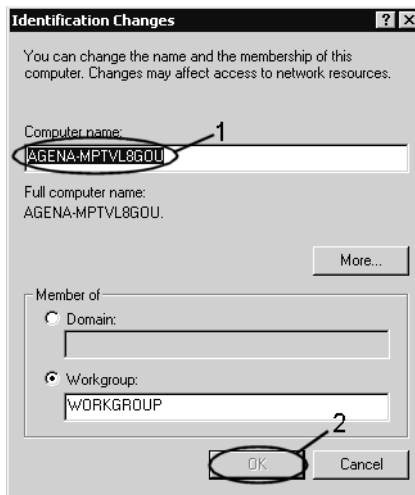 Identification Changes
You can change the name and the membership of this
computer. Changes may affect access to network resources.
Computer name:
1
AGENA-MPTVL8GOU
Full computer name:
AGENA-MPTVL8GOU.
More...
Member of
Domain:
Workgroup:
WORKGROUP
2
OK
Cancel